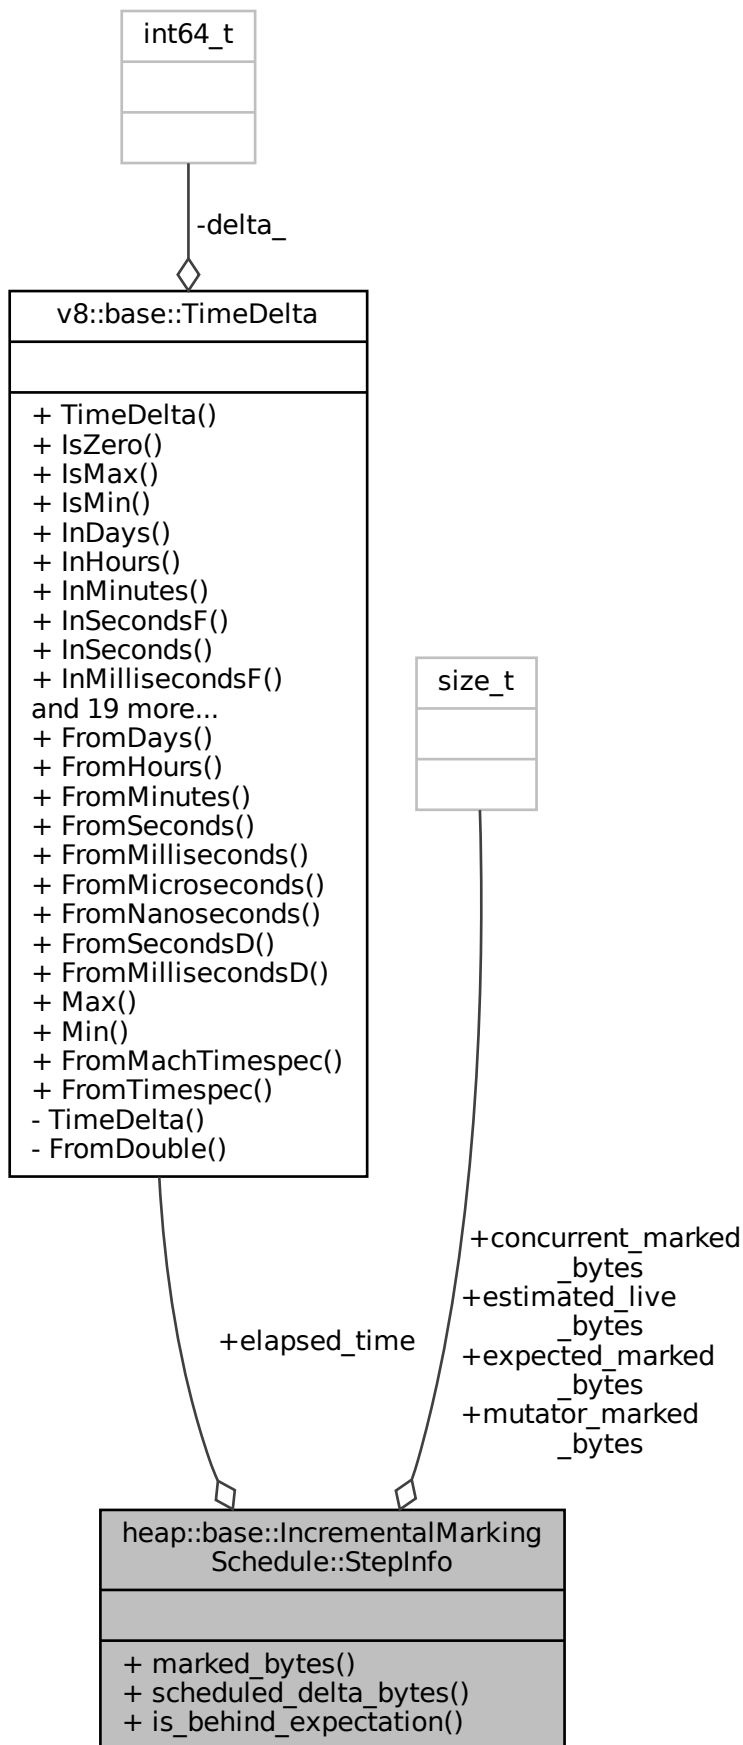 int64_t
-delta_
v8::base::TimeDelta
+ TimeDelta()
+ IsZero()
+ IsMax()
+ IsMin()
+ InDays()
+ InHours()
+ InMinutes()
+ InSecondsF()
+ InSeconds()
+ InMillisecondsF()
and 19 more...
+ FromDays()
+ FromHours()
+ FromMinutes()
+ FromSeconds()
+ FromMilliseconds()
+ FromMicroseconds()
+ FromNanoseconds()
+ FromSecondsD()
+ FromMillisecondsD()
+ Max()
+ Min()
+ FromMachTimespec()
+ FromTimespec()
- TimeDelta()
- FromDouble()
size_t
+elapsed_time
+concurrent_marked
_bytes
+estimated_live
_bytes
+expected_marked
_bytes
+mutator_marked
_bytes
heap::base::IncrementalMarking
Schedule::StepInfo
+ marked_bytes()
+ scheduled_delta_bytes()
+ is_behind_expectation()